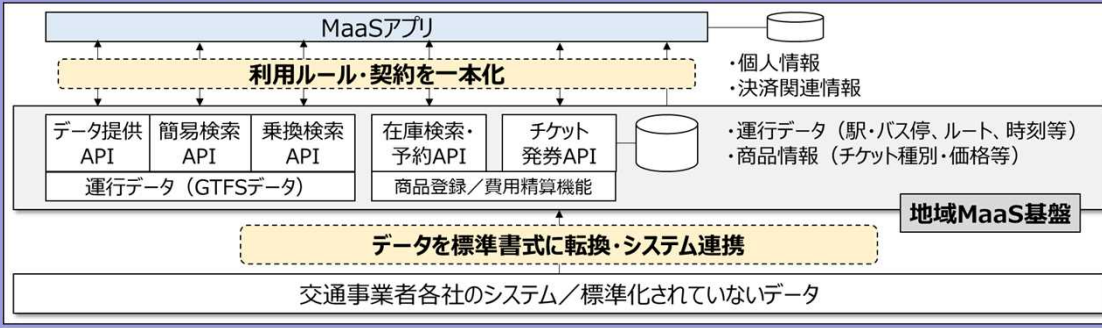 MaaSアプリ
・個人情報
・決済関連情報
利用ルール・契約を一本化
データ提供
API
簡易検索
API
乗換検索
API
運行データ（GTFSデータ）
在庫検索・
予約API
チケット
発券API
商品登録／費用精算機能
・運行データ（駅・バス停、ルート、時刻等）
・商品情報（チケット種別・価格等）
地域MaaS基盤
データを標準書式に転換・システム連携
交通事業者各社のシステム／標準化されていないデータ